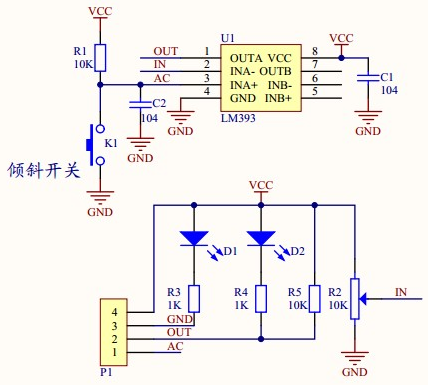 VCC
R1
10K
OUT
IN
AC
U1
1
2
3
4
OUTA VCC
INA- OUTB
INA+ INB-
GND INB+
LM393
8
7
6
5
VCC
C1
104
GND
C2
104
GND
GND
K1
倾斜开关
GND
VCC
D1
D2
R3
1K
R4
1K
R5
10K
R2
10K
IN
GND
4
3
2
1
GND
OUT
AC
P1
GND